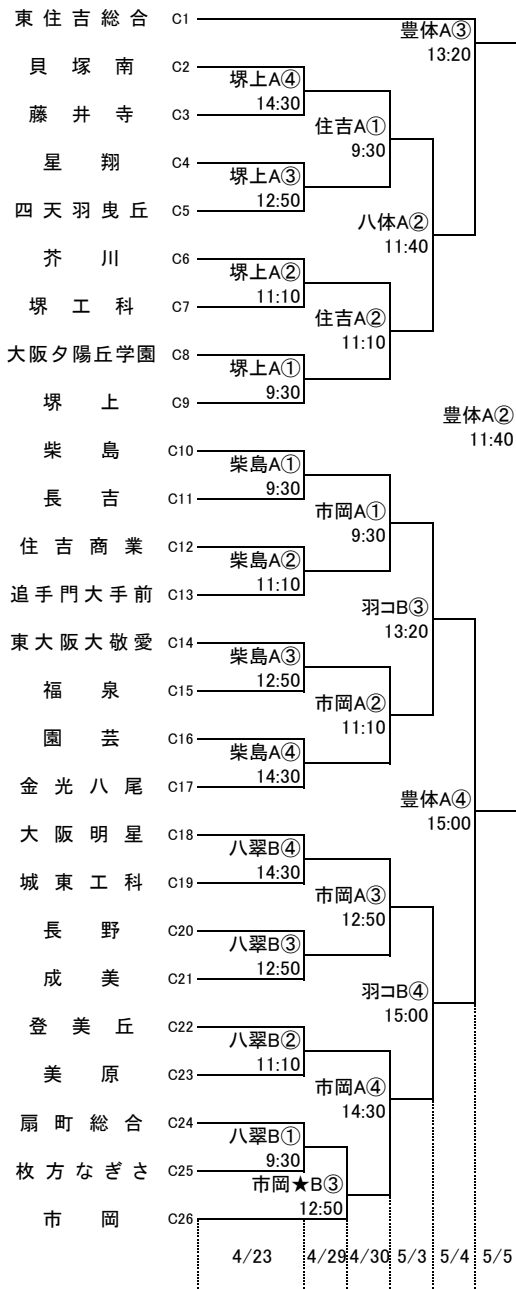 東住吉総合 C1
豊体A③
13:20
貝塚南 C2
堺上A④
14:30
藤井寺 C3
住吉A①
9:30
星翔 C4
堺上A③
12:50
四天羽曳丘 C5
八体A②
11:40
芥川 C6
堺上A②
11:10
堺工科 C7
住吉A②
11:10
大阪夕陽丘学園 C8
堺上A①
9:30
堺上 C9
豊体A②
11:40
柴島 C10
柴島A①
9:30
長吉 C11
市岡A①
9:30
住吉商業 C12
柴島A②
11:10
追手門大手前 C13
羽コB③
13:20
東大阪大敬愛 C14
柴島A③
12:50
福泉 C15
市岡A②
11:10
園芸 C16
柴島A④
14:30
金光八尾 C17
豊体A④
15:00
大阪明星 C18
八翠B④
14:30
城東工科 C19
市岡A③
12:50
長野 C20
八翠B③
12:50
成美 C21
羽コB④
15:00
登美丘 C22
八翠B②
11:10
美原 C23
市岡A④
14:30
扇町総合 C24
八翠B①
9:30
枚方なぎさ C25
市岡★B③
12:50
市岡 C26
4/23 4/29 4/30 5/3 5/4 5/5